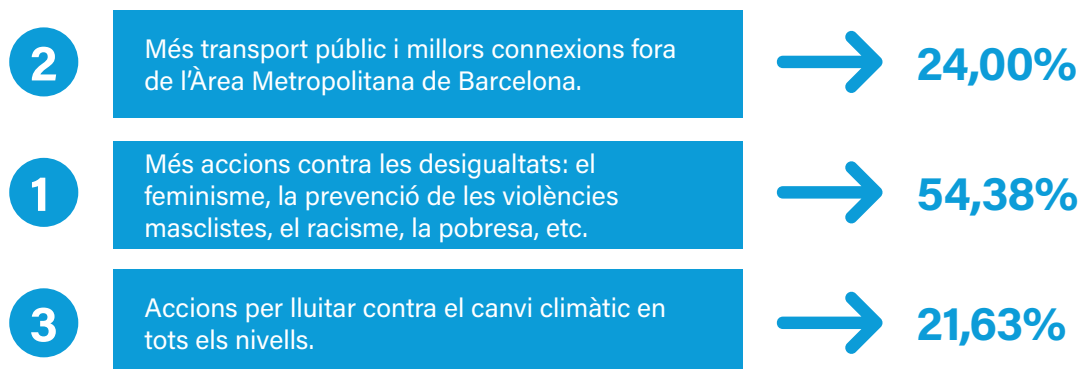 2
Més transport públic i millors connexions fora
de l'Àrea Metropolitana de Barcelona.
24,00%
1
Més accions contra les desigualtats: el
feminisme, la prevenció de les violències
masclistes, el racisme, la pobresa, etc.
54,38%
3
Accions per lluitar contra el canvi climàtic en
tots els nivells.
21,63%